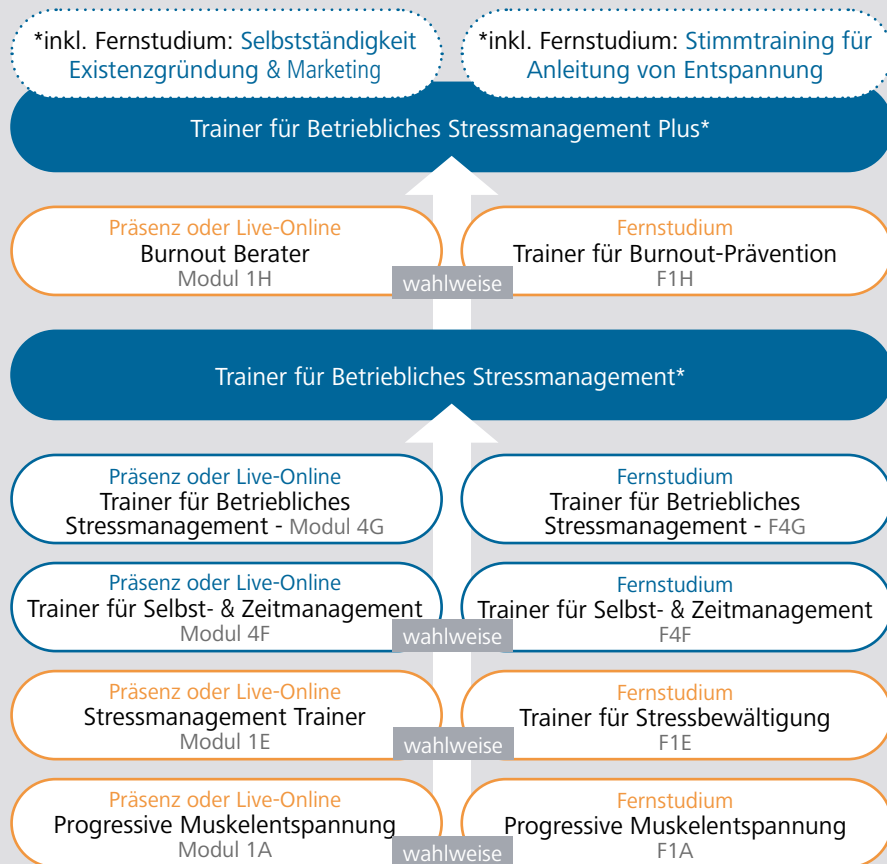 *inkl. Fernstudium: Selbstständigkeit
Existenzgründung & Marketing
*inkl. Fernstudium: Stimmtraining für
Anleitung von Entspannung
Trainer für Betriebliches Stressmanagement Plus*
Präsenz oder Live-Online
Burnout Berater
Modul 1H
Fernstudium
Trainer für Burnout-Prävention
F1H
wahlweise
Trainer für Betriebliches Stressmanagement*
Präsenz oder Live-Online
Trainer für Betriebliches
Stressmanagement - Modul 4G
Fernstudium
Trainer für Betriebliches
Stressmanagement - F4G
Präsenz oder Live-Online
Trainer für Selbst- & Zeitmanagement
Modul 4F
Fernstudium
Trainer für Selbst- & Zeitmanagement
F4F
wahlweise
Präsenz oder Live-Online
Stressmanagement Trainer
Modul 1E
Fernstudium
Trainer für Stressbewältigung
F1E
wahlweise
Präsenz oder Live-Online
Progressive Muskelentspannung
Modul 1A
Fernstudium
Progressive Muskelentspannung
F1A
wahlweise